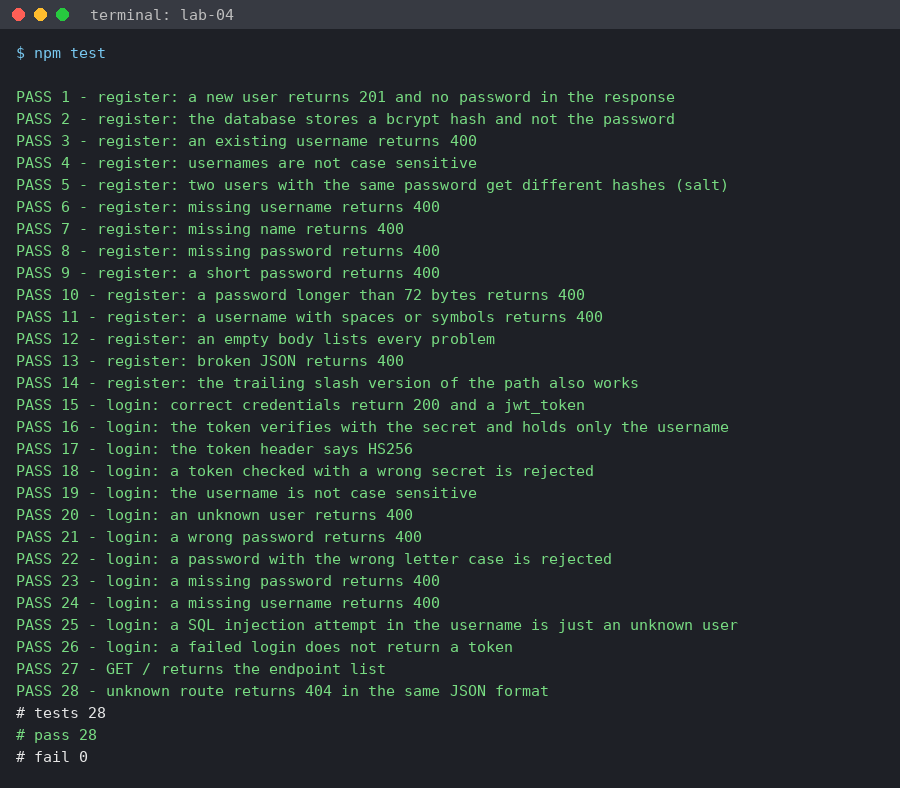 terminal: lab-04
$ npm test
PASS 1 - register: a new user returns 201 and no password in the response
PASS 2 - register: the database stores a bcrypt hash and not the password
PASS 3 - register: an existing username returns 400
PASS 4 - register: usernames are not case sensitive
PASS 5 - register: two users with the same password get different hashes (salt)
PASS 6 - register: missing username returns 400
PASS 7 - register: missing name returns 400
PASS 8 - register: missing password returns 400
PASS 9 - register: a short password returns 400
PASS 10 - register: a password longer than 72 bytes returns 400
PASS 11 - register: a username with spaces or symbols returns 400
PASS 12 - register: an empty body lists every problem
PASS 13 - register: broken JSON returns 400
PASS 14 - register: the trailing slash version of the path also works
PASS 15 - login: correct credentials return 200 and a jwt_token
PASS 16 - login: the token verifies with the secret and holds only the username
PASS 17 - login: the token header says HS256
PASS 18 - login: a token checked with a wrong secret is rejected
PASS 19 - login: the username is not case sensitive
PASS 20 - login: an unknown user returns 400
PASS 21 - login: a wrong password returns 400
PASS 22 - login: a password with the wrong letter case is rejected
PASS 23 - login: a missing password returns 400
PASS 24 - login: a missing username returns 400
PASS 25 - login: a SQL injection attempt in the username is just an unknown user
PASS 26 - login: a failed login does not return a token
PASS 27 - GET / returns the endpoint list
PASS 28 - unknown route returns 404 in the same JSON format
# tests 28
# pass 28
# fail 0